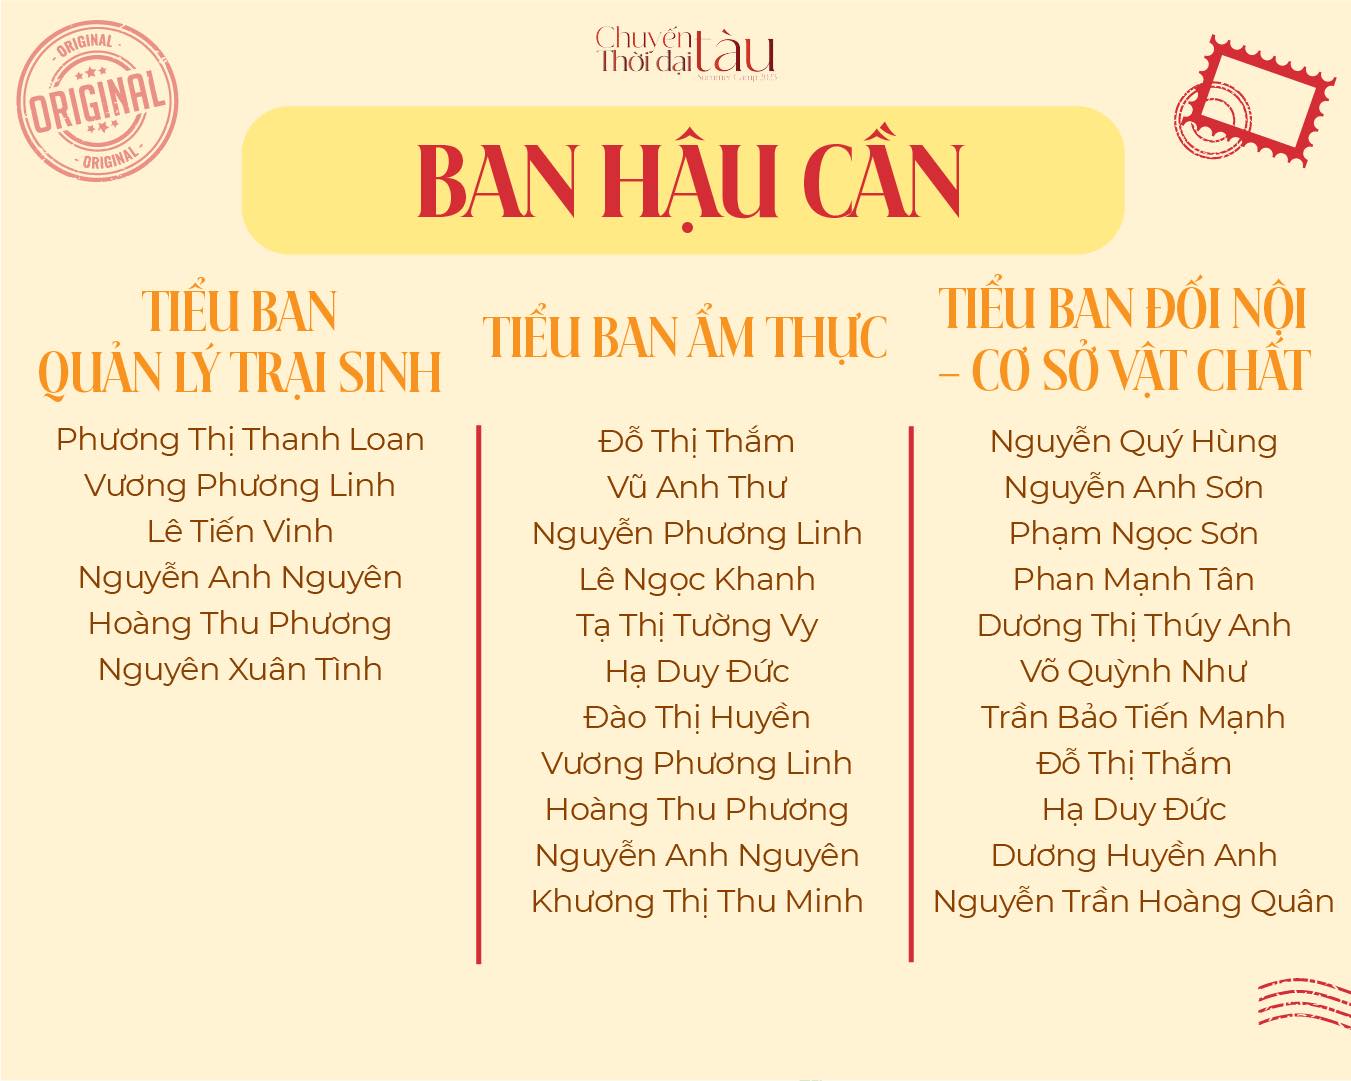 ORIGINAL
ORIGINAL
ORIGINAL
Chuyến tàu
Thời đại
Summer Camp 2023
BAN HẬU CẦN
TIỂU BAN
QUẢN LÝ TRẠI SINH
Phương Thị Thanh Loan
Vương Phương Linh
Lê Tiến Vinh
Nguyễn Anh Nguyên
Hoàng Thu Phương
Nguyên Xuân Tình
TIỂU BAN ẨM THỰC
Đỗ Thị Thắm
Vũ Anh Thư
Nguyễn Phương Linh
Lê Ngọc Khanh
Tạ Thị Tường Vy
Hạ Duy Đức
Đào Thị Huyền
Vương Phương Linh
Hoàng Thu Phương
Nguyễn Anh Nguyên
Khương Thị Thu Minh
TIỂU BAN ĐỐI NỘI
– CƠ SỞ VẬT CHẤT
Nguyễn Quý Hùng
Nguyễn Anh Sơn
Phạm Ngọc Sơn
Phan Mạnh Tân
Dương Thị Thúy Anh
Võ Quỳnh Như
Trần Bảo Tiến Mạnh
Đỗ Thị Thắm
Hạ Duy Đức
Dương Huyền Anh
Nguyễn Trần Hoàng Quân